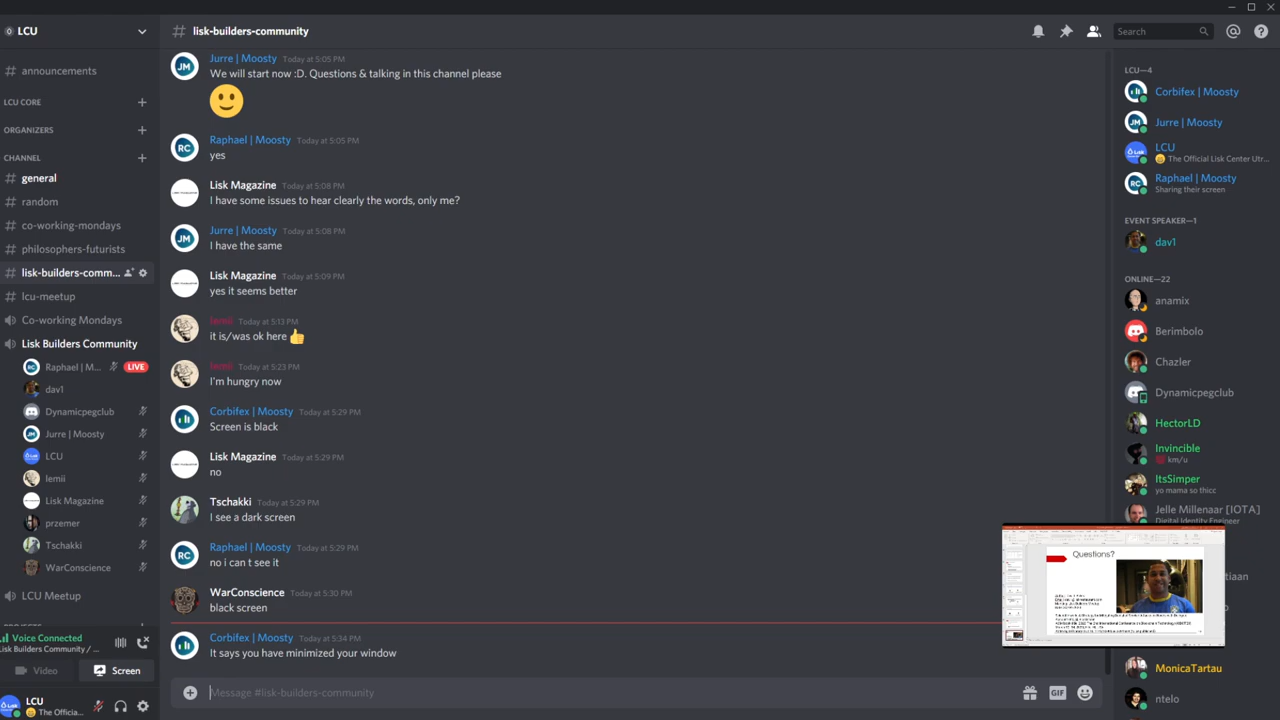 LCU
# lisk-builders-community
Search
# announcements
LCU CORE
ORGANIZERS
CHANNEL
# general
# random
# co-working-mondays
# philosophers-futurists
# lisk-builders-comm...
# lcu-meetup
Co-working Mondays
Lisk Builders Community
RC Raphael | M... LIVE
dav1
Dynamicpegclub
JM Jurre | Moosty
LCU
lemii
Lisk Magazine
przemer
Tschakki
WarConscience
LCU Meetup
Voice Connected
Lisk Builders Community / ...
Video
Screen
LCU
The Officia...
JM
Jurre | Moosty Today at 5:05 PM
We will start now :D. Questions & talking in this channel please
RC
Raphael | Moosty Today at 5:05 PM
yes
Lisk Magazine Today at 5:08 PM
I have some issues to hear clearly the words, only me?
JM
Jurre | Moosty Today at 5:08 PM
I have the same
Lisk Magazine Today at 5:09 PM
yes it seems better
lemii Today at 5:13 PM
it is/was ok here
lemii Today at 5:23 PM
I'm hungry now
Corbifex | Moosty Today at 5:29 PM
Screen is black
Lisk Magazine Today at 5:29 PM
no
Tschakki Today at 5:29 PM
I see a dark screen
RC
Raphael | Moosty Today at 5:29 PM
no i can t see it
WarConscience Today at 5:30 PM
black screen
Corbifex | Moosty Today at 5:34 PM
It says you have minimized your window
Message #lisk-builders-community
GIF
LCU—4
Corbifex | Moosty
JM Jurre | Moosty
LCU
The Official Lisk Center Utr...
RC Raphael | Moosty
Sharing their screen
EVENT SPEAKER—1
dav1
ONLINE—22
anamix
Berimbolo
Chazler
Dynamicpegclub
HectorLD
Invincible
km/u
ItsSimper
yo mama so thicc
Jelle Millenaar [IOTA]
Digital Identity Engineer
Questions?
tiaan
MonicaTartau
ntelo